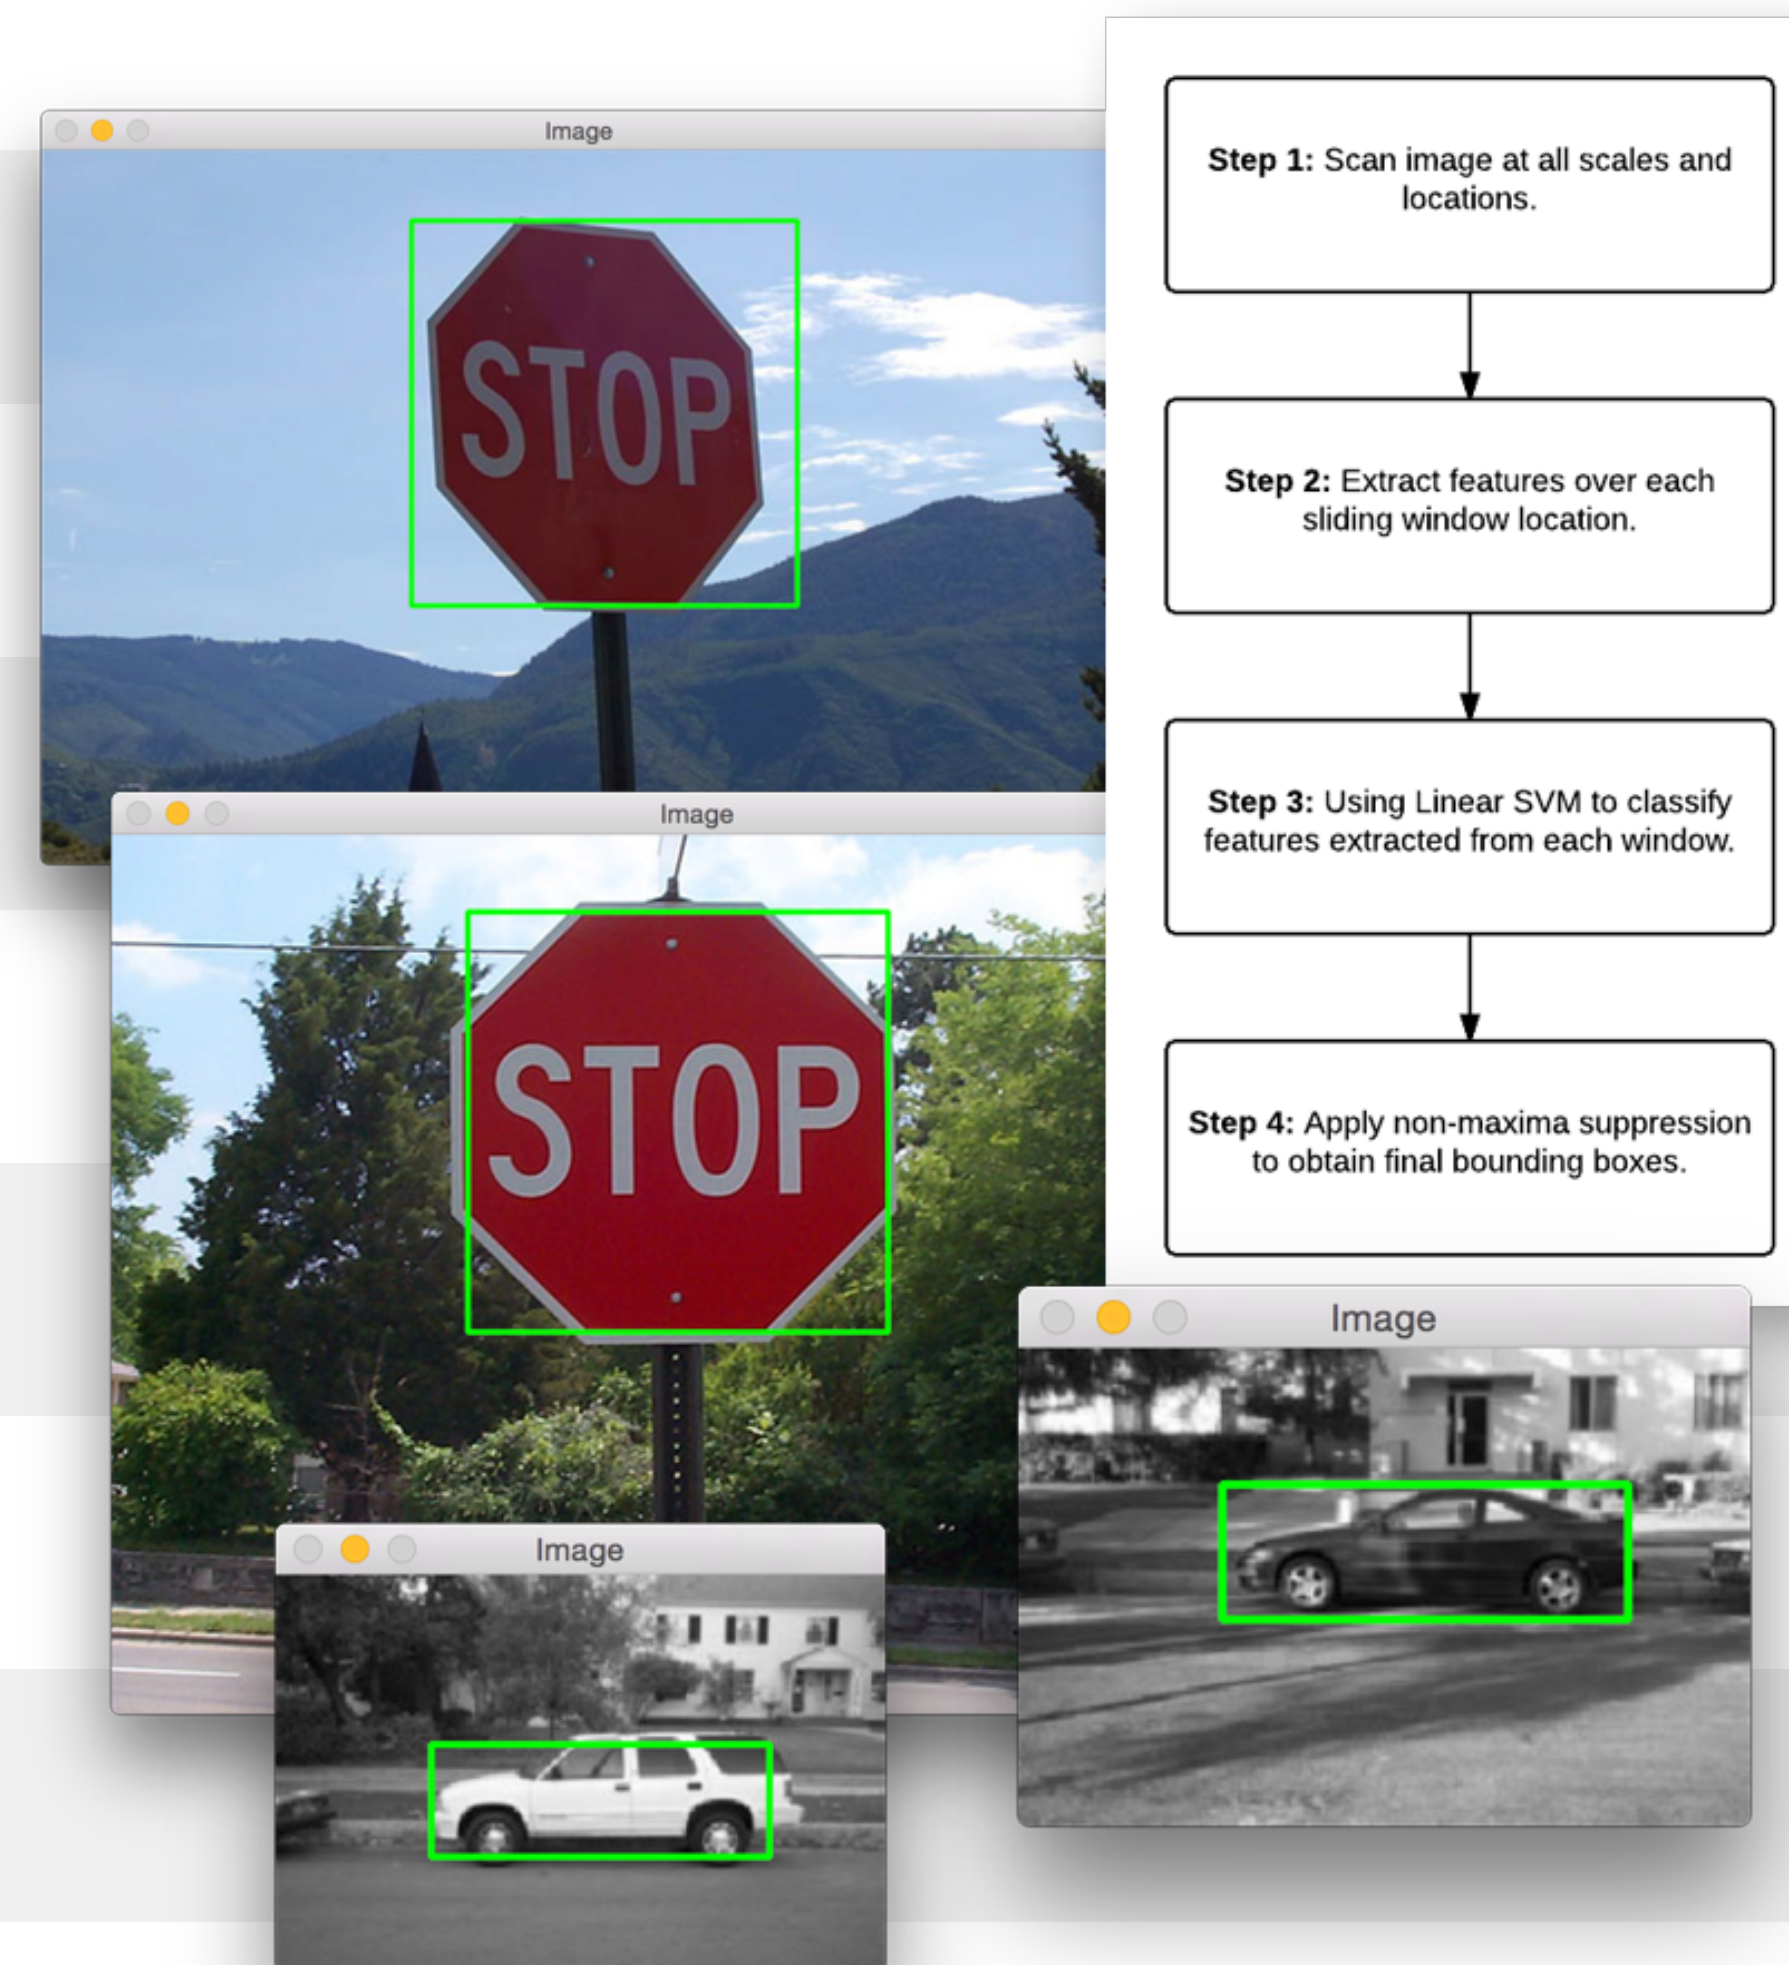 Image
STOP
Step 1: Scan image at all scales and
locations.
Step 2: Extract features over each
sliding window location.
Step 3: Using Linear SVM to classify
features extracted from each window.
Step 4: Apply non-maxima suppression
to obtain final bounding boxes.
Image
STOP
Image
Image